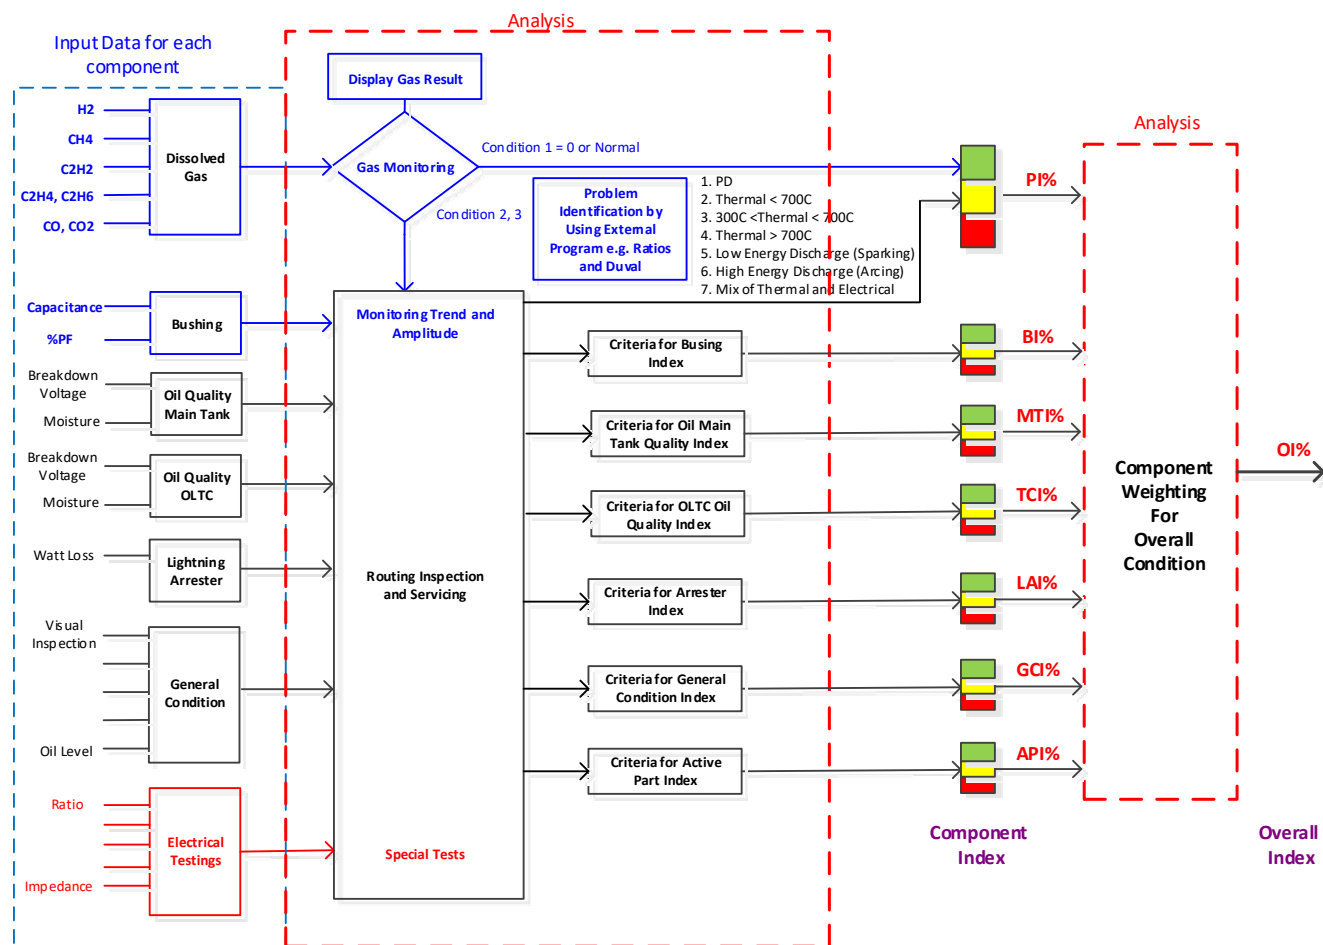 Analysis
Input Data for each
component
H2
CH4
C2H2
C2H4, C2H6
CO, CO2
Dissolved
Gas
Display Gas Result
Gas Monitoring
Condition 1 = 0 or Normal
Condition 2, 3
Problem
Identification by
Using External
Program e.g. Ratios
and Duval
1. PD
2. Thermal < 700C
3. 300C <Thermal < 700C
4. Thermal > 700C
5. Low Energy Discharge (Sparking)
6. High Energy Discharge (Arcing)
7. Mix of Thermal and Electrical
Analysis
PI%
Capacitance
%PF
Bushing
Monitoring Trend and
Amplitude
Criteria for Busing
Index
BI%
Breakdown
Voltage
Moisture
Oil Quality
Main Tank
Criteria for Oil Main
Tank Quality Index
MTI%
Breakdown
Voltage
Moisture
Oil Quality
OLTC
Criteria for OLTC Oil
Quality Index
TCI%
Component
Weighting
For
Overall
Condition
OI%
Watt Loss
Lightning
Arrester
Routing Inspection
and Servicing
Criteria for Arrester
Index
LAI%
Visual
Inspection
Oil Level
General
Condition
Criteria for General
Condition Index
GCI%
Criteria for Active
Part Index
API%
Ratio
Impedance
Electrical
Testings
Special Tests
Component
Index
Overall
Index